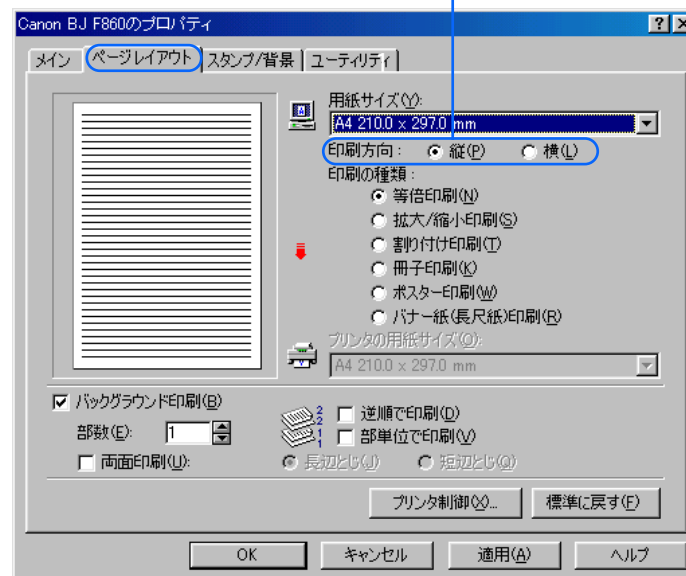 Canon BJ F860のプロパティ
メイン ページレイアウト スタンプ/背景 ユーティリティ
用紙サイズ(Y):
A4 210.0 x 297.0 mm
印刷方向： 縦(P) 横(L)
印刷の種類：
等倍印刷(N)
拡大/縮小印刷(S)
割り付け印刷(T)
冊子印刷(K)
ポスター印刷(W)
バナー紙(長尺紙)印刷(R)
プリンタの用紙サイズ(O):
A4 210.0 x 297.0 mm
バックグラウンド印刷(B)
部数(E): 1
両面印刷(U):
2
2
1
1
逆順で印刷(D)
部単位で印刷(V)
長辺とじ(J) 短辺とじ(Q)
プリンタ制御(X)... 標準に戻す(F)
OK キャンセル 適用(A) ヘルプ